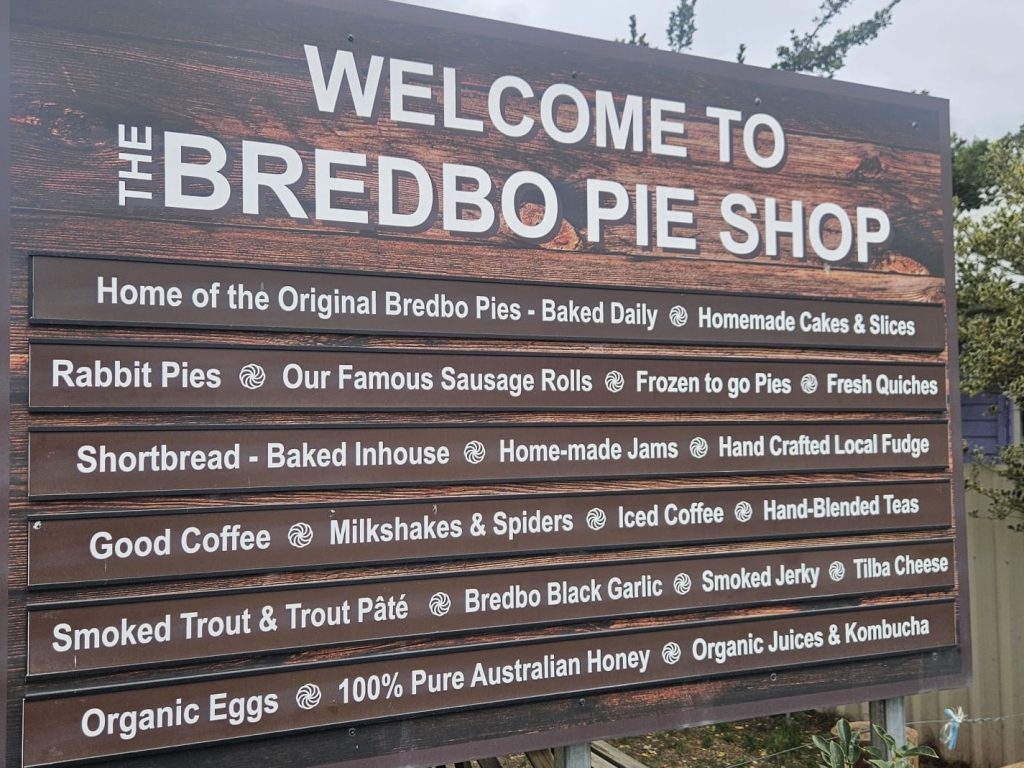 WELCOME TO
THE BREDBO PIE SHOP
Home of the Original Bredbo Pies - Baked Daily Homemade Cakes & Slices
Rabbit Pies Our Famous Sausage Rolls Frozen to go Pies Fresh Quiches
Shortbread - Baked Inhouse Home-made Jams Hand Crafted Local Fudge
Good Coffee Milkshakes & Spiders Iced Coffee Hand-Blended Teas
Smoked Trout & Trout Pâté Bredbo Black Garlic Smoked Jerky Tilba Cheese
Organic Eggs 100% Pure Australian Honey Organic Juices & Kombucha